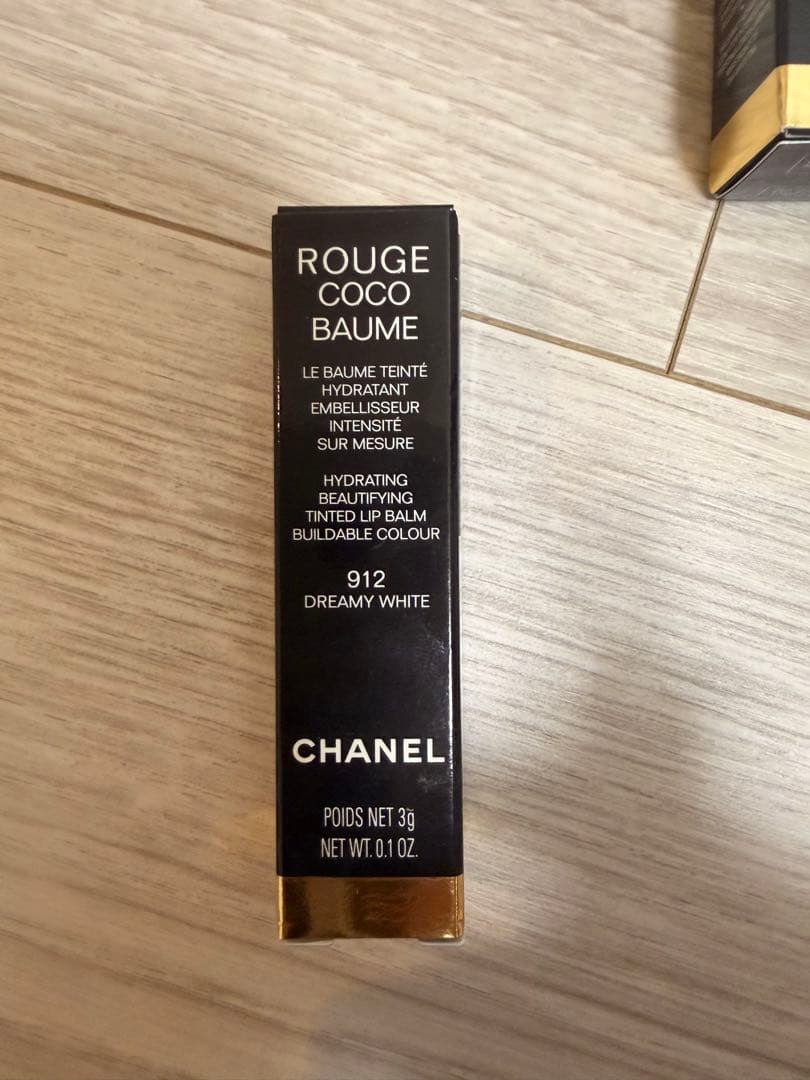 ROUGE
COCO
BAUME
LE BAUME TEINTÉ
HYDRATANT
EMBELLISSEUR
INTENSITÉ
SUR MESURE
HYDRATING
BEAUTIFYING
TINTED LIP BALM
BUILDABLE COLOUR
912
DREAMY WHITE
CHANEL
POIDS NET 3g
NET WT. 0.1 OZ.